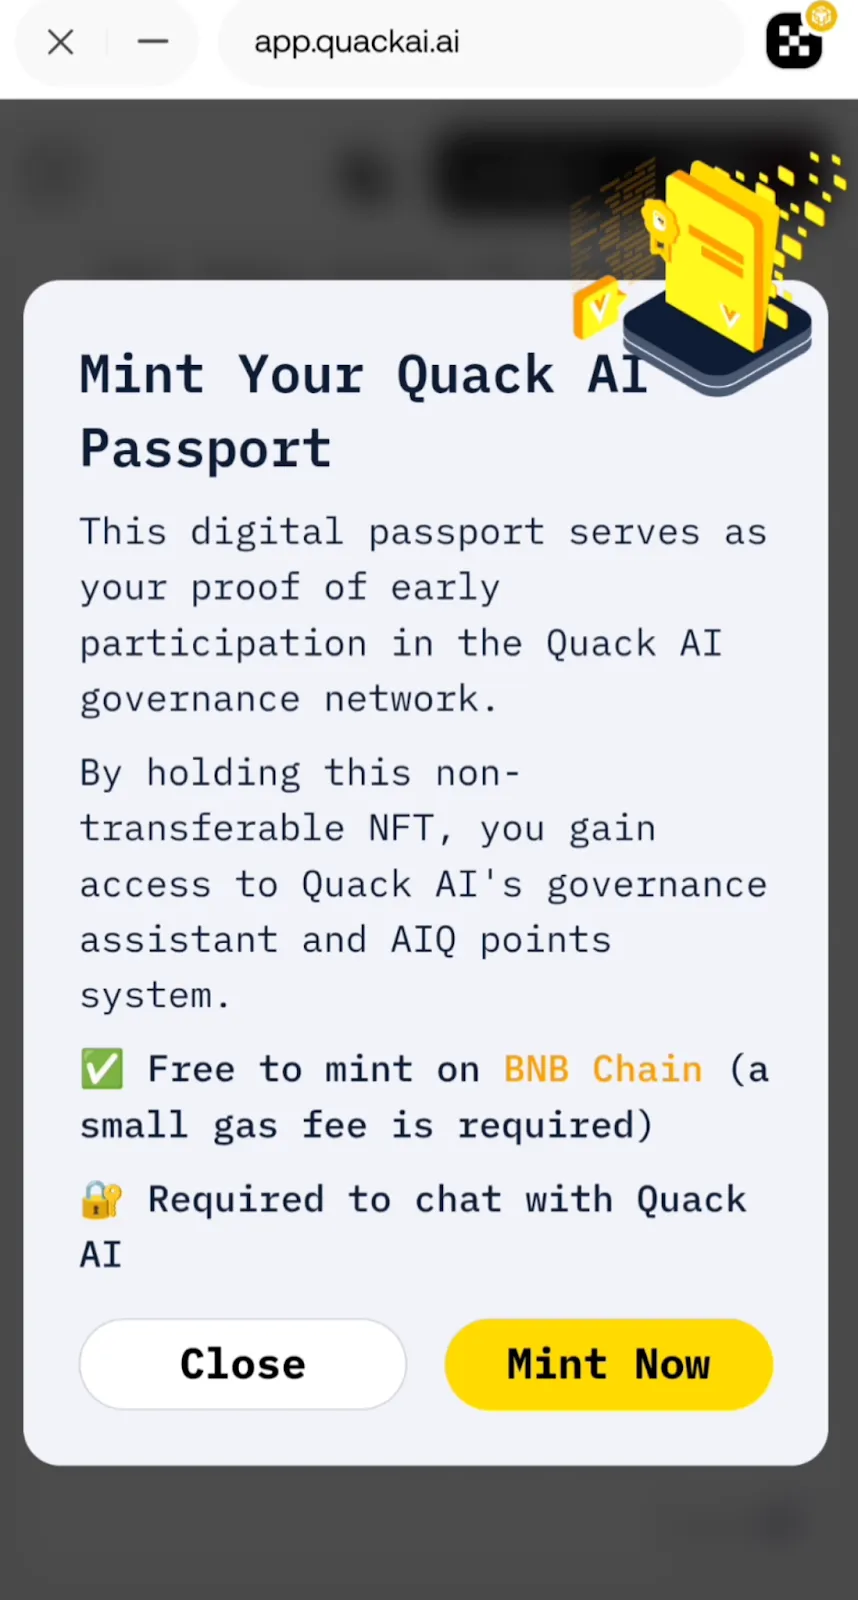 app.quackai.ai
Mint Your Quack AI
Passport
This digital passport serves as
your proof of early
participation in the Quack AI
governance network.
By holding this non-
transferable NFT, you gain
access to Quack AI's governance
assistant and AIQ points
system.
✅ Free to mint on BNB Chain (a
small gas fee is required)
🔐 Required to chat with Quack
AI
Close Mint Now